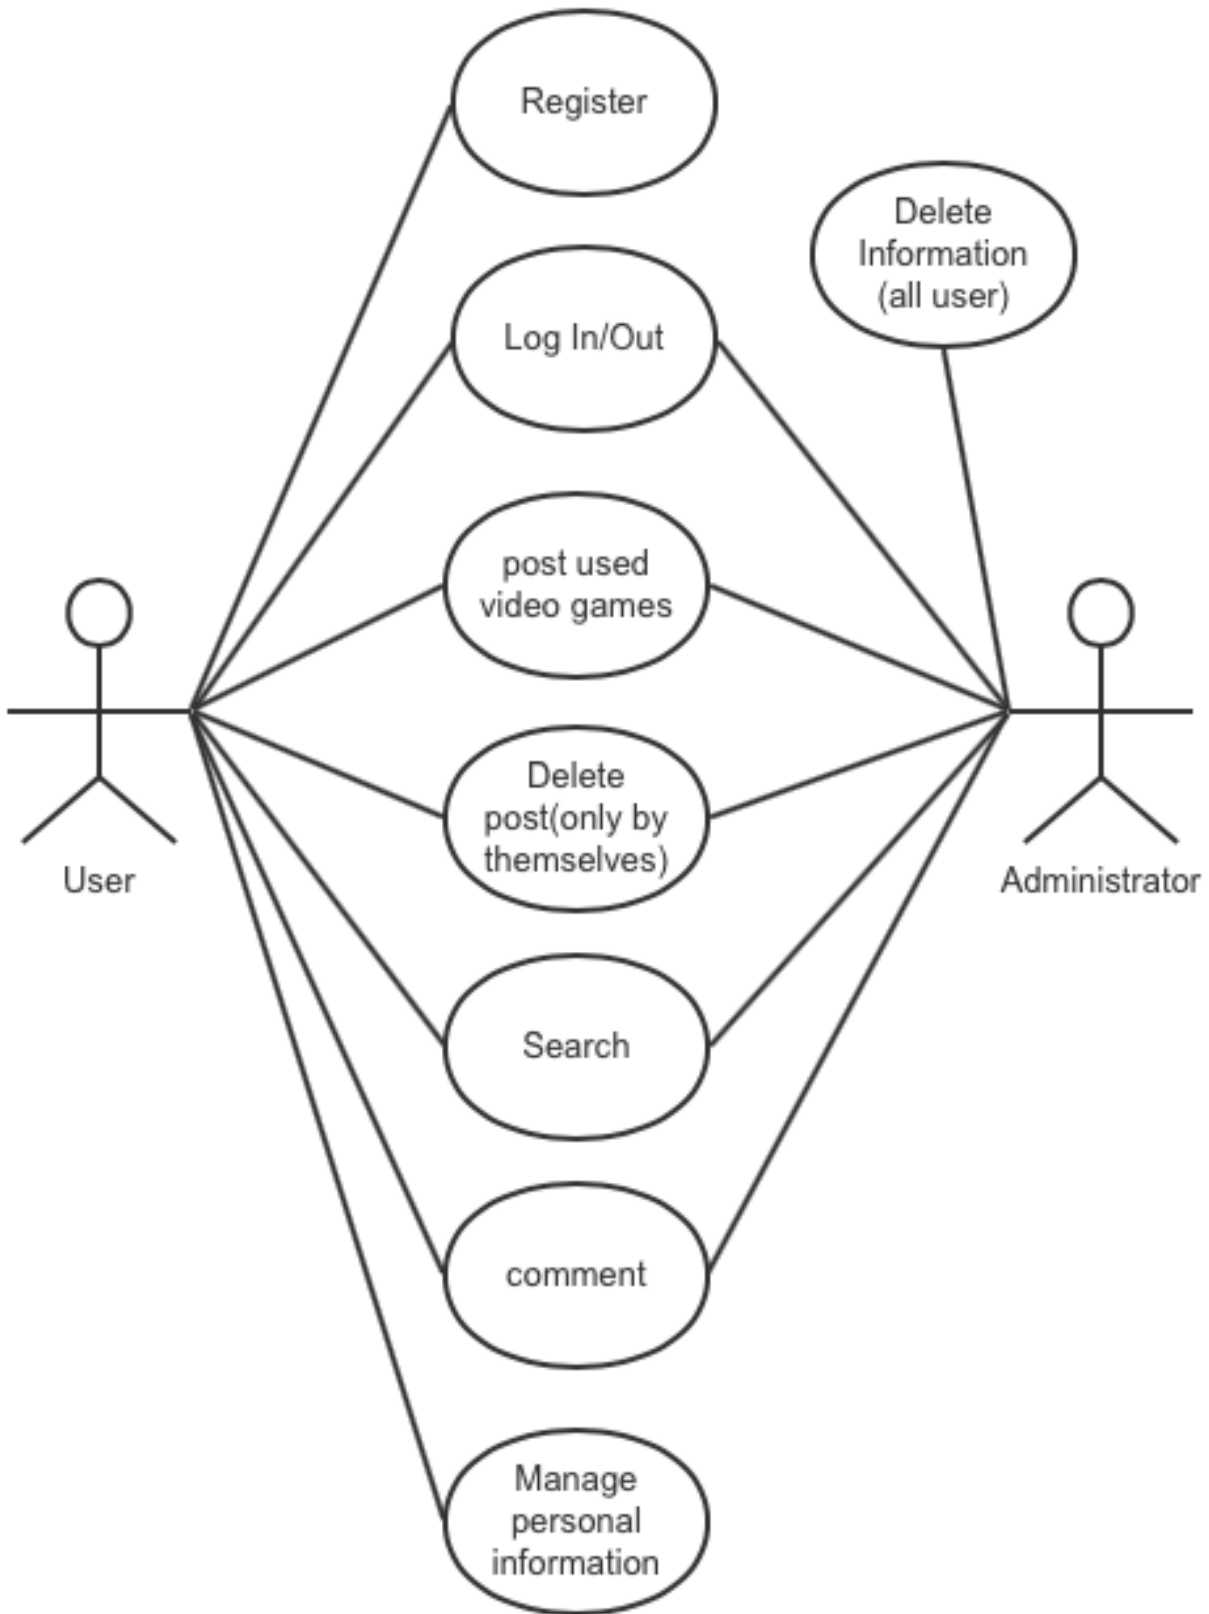 Register
Delete
Information
(all user)
Log In/Out
post used
video games
Delete
post(only by
themselves)
User
Administrator
Search
comment
Manage
personal
information